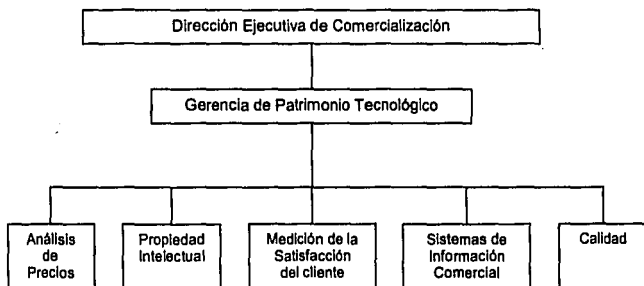 Dirección Ejecutiva de Comercialización
Gerencia de Patrimonio Tecnológico
Análisis
de
Precios
Propiedad
Intelectual
Medición de la
Satisfacción
del cliente
Sistemas de
Información
Comercial
Calidad